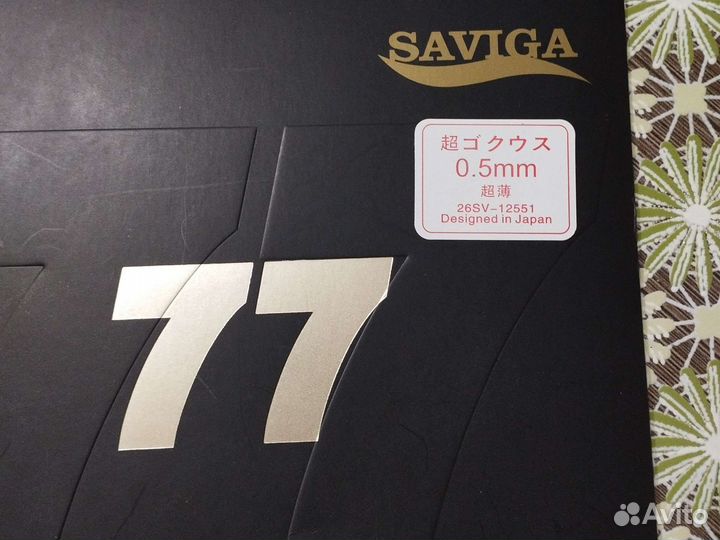 SAVIGA
超ゴクウス
0.5mm
超薄
26SV-12551
Designed in Japan
77
Avito